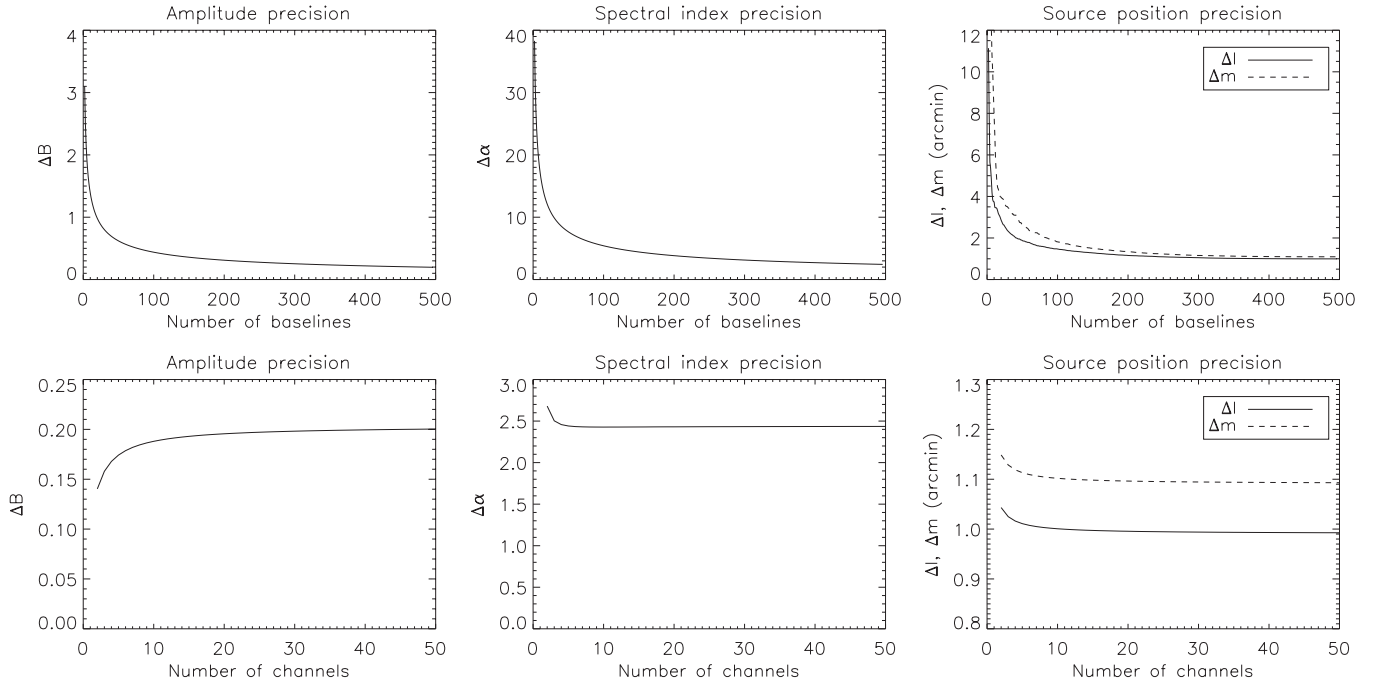 Amplitude precision
4
3
2
1
0
ΔB
0 100 200 300 400 500
Number of baselines
Spectral index precision
40
30
20
10
0
Δα
0 100 200 300 400 500
Number of baselines
Source position precision
12
10
8
6
4
2
0
Δl, Δm (arcmin)
Δl
Δm
0 100 200 300 400 500
Number of baselines
Amplitude precision
0.25
0.20
0.15
0.10
0.05
0.00
ΔB
0 10 20 30 40 50
Number of channels
Spectral index precision
3.0
2.5
2.0
1.5
1.0
0.5
0.0
Δα
0 10 20 30 40 50
Number of channels
Source position precision
1.3
1.2
1.1
1.0
0.9
0.8
Δl, Δm (arcmin)
Δl
Δm
0 10 20 30 40 50
Number of channels